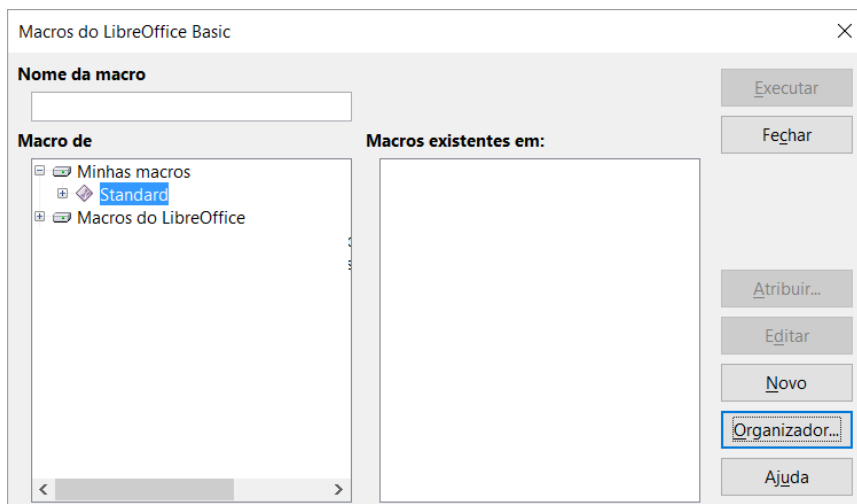 Macros do LibreOffice Basic
Nome da macro
Executar
Fechar
Macro de
Macros existentes em:
Minhas macros
Standard
Macros do LibreOffice
Atribuir...
Editar
Novo
Organizador...
Ajuda